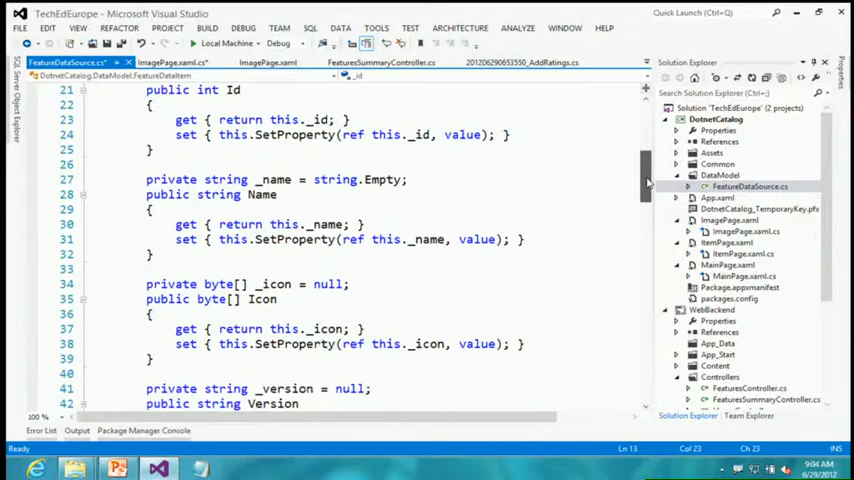 TechEdEurope - Microsoft Visual Studio
Quick Launch (Ctrl+Q)
FILE EDIT VIEW REFACTOR PROJECT BUILD DEBUG TEAM SQL DATA TOOLS TEST ARCHITECTURE ANALYZE WINDOW HELP
Local Machine Debug
FeatureDataSource.cs* ImagePage.xaml.cs* ImagePage.xaml FeaturesSummaryController.cs 201206290653550_AddRatings.cs
DotnetCatalog.DataModel.FeatureDataItem _id
SQL Server Object Explorer
21 public int Id
22 {
23 get { return this._id; }
24 set { this.SetProperty(ref this._id, value); }
25 }
26
27 private string _name = string.Empty;
28 public string Name
29 {
30 get { return this._name; }
31 set { this.SetProperty(ref this._name, value); }
32 }
33
34 private byte[] _icon = null;
35 public byte[] Icon
36 {
37 get { return this._icon; }
38 set { this.SetProperty(ref this._icon, value); }
39 }
40
41 private string _version = null;
42 public string Version
100 %
Solution Explorer
Search Solution Explorer (Ctrl+;)
Solution 'TechEdEurope' (2 projects)
DotnetCatalog
Properties
References
Assets
Common
DataModel
FeatureDataSource.cs
App.xaml
DotnetCatalog_TemporaryKey.pfx
ImagePage.xaml
ImagePage.xaml.cs
ItemPage.xaml
ItemPage.xaml.cs
MainPage.xaml
MainPage.xaml.cs
Package.appxmanifest
packages.config
WebBackend
Properties
References
App_Data
App_Start
Content
Controllers
FeaturesController.cs
FeaturesSummaryController.cs
Solution Explorer Team Explorer
Properties
Error List Output Package Manager Console
Ready Ln 13 Col 23 Ch 23 INS
9:04 AM
6/29/2012